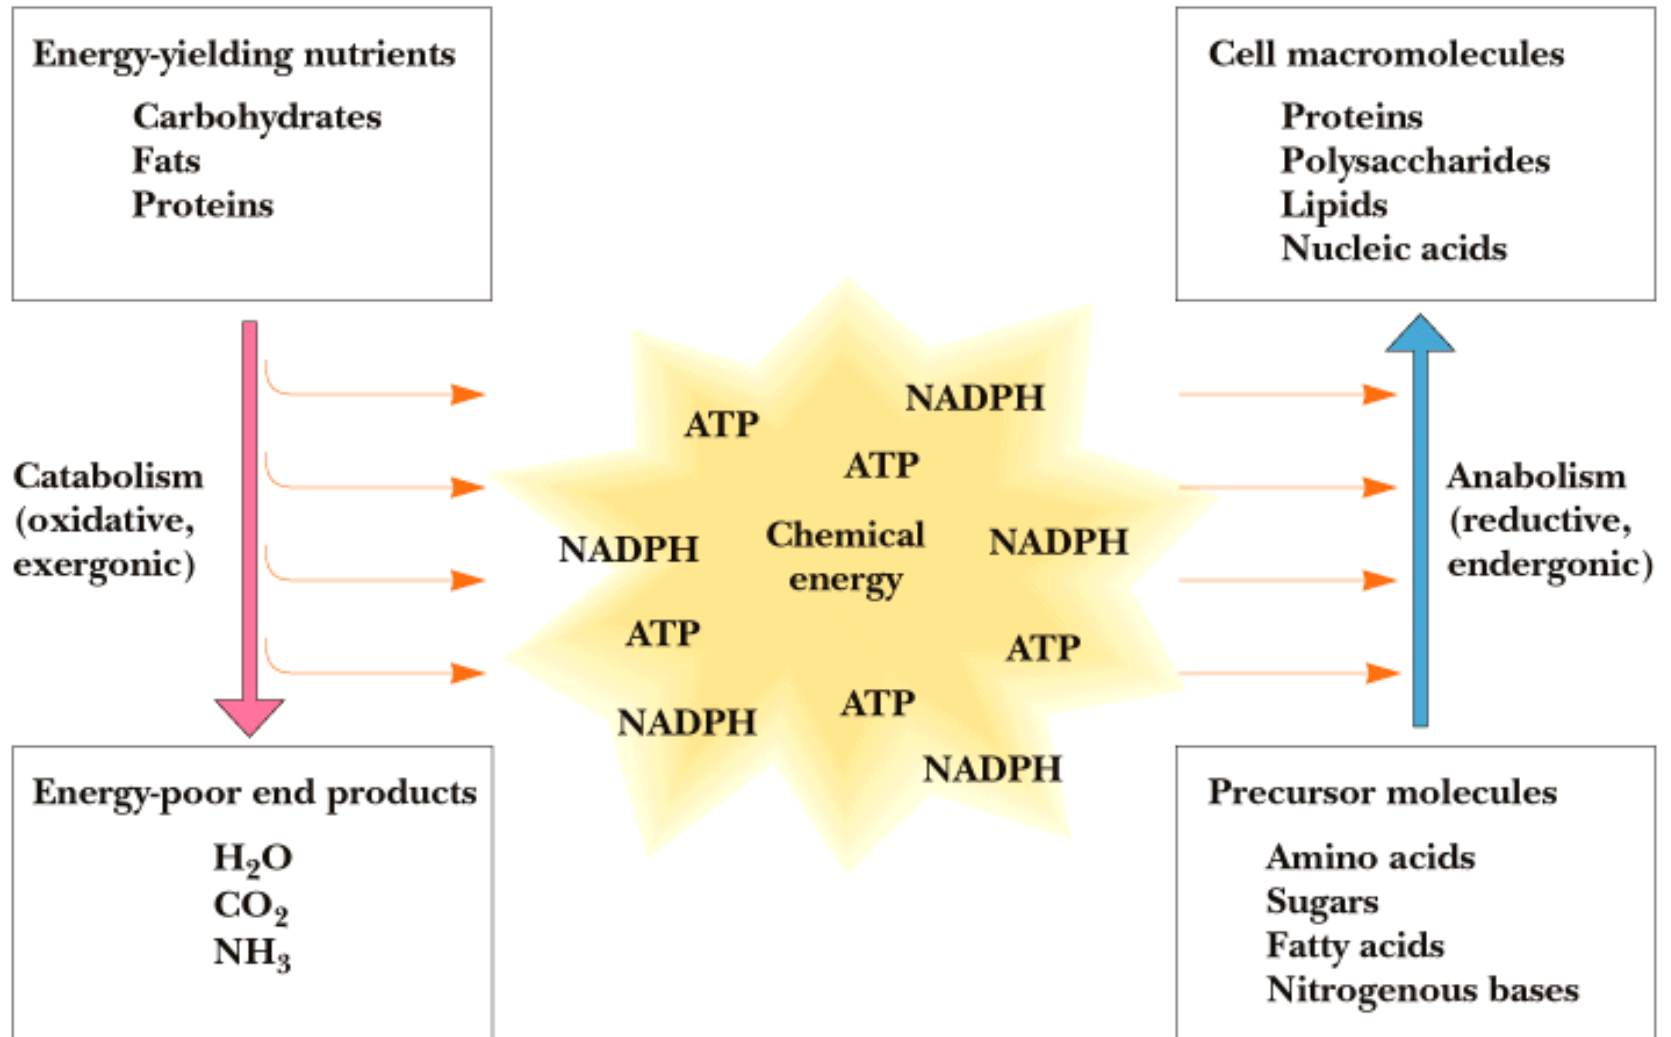 Energy-yielding nutrients
Carbohydrates
Fats
Proteins
Cell macromolecules
Proteins
Polysaccharides
Lipids
Nucleic acids
Catabolism
(oxidative,
exergonic)
ATP
NADPH
ATP
Chemical
energy
NADPH
NADPH
ATP
ATP
NADPH
ATP
NADPH
Anabolism
(reductive,
endergonic)
Energy-poor end products
H₂O
CO₂
NH₃
Precursor molecules
Amino acids
Sugars
Fatty acids
Nitrogenous bases